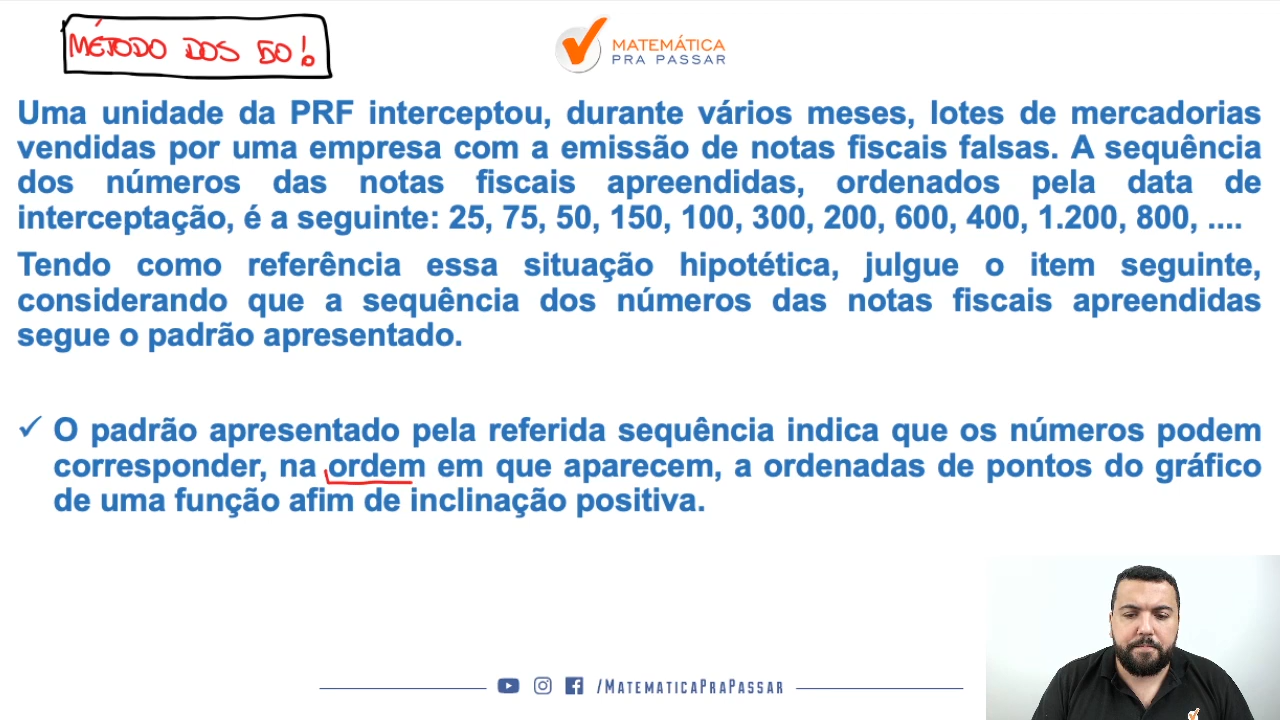 MÉTODO DOS 50!
MATEMÁTICA
PRA PASSAR
Uma unidade da PRF interceptou, durante vários meses, lotes de mercadorias
vendidas por uma empresa com a emissão de notas fiscais falsas. A sequência
dos números das notas fiscais apreendidas, ordenados pela data de
interceptação, é a seguinte: 25, 75, 50, 150, 100, 300, 200, 600, 400, 1.200, 800, ....
Tendo como referência essa situação hipotética, julgue o item seguinte,
considerando que a sequência dos números das notas fiscais apreendidas
segue o padrão apresentado.
✓ O padrão apresentado pela referida sequência indica que os números podem
corresponder, na ordem em que aparecem, a ordenadas de pontos do gráfico
de uma função afim de inclinação positiva.
/MATEMATICAPRAPASSAR